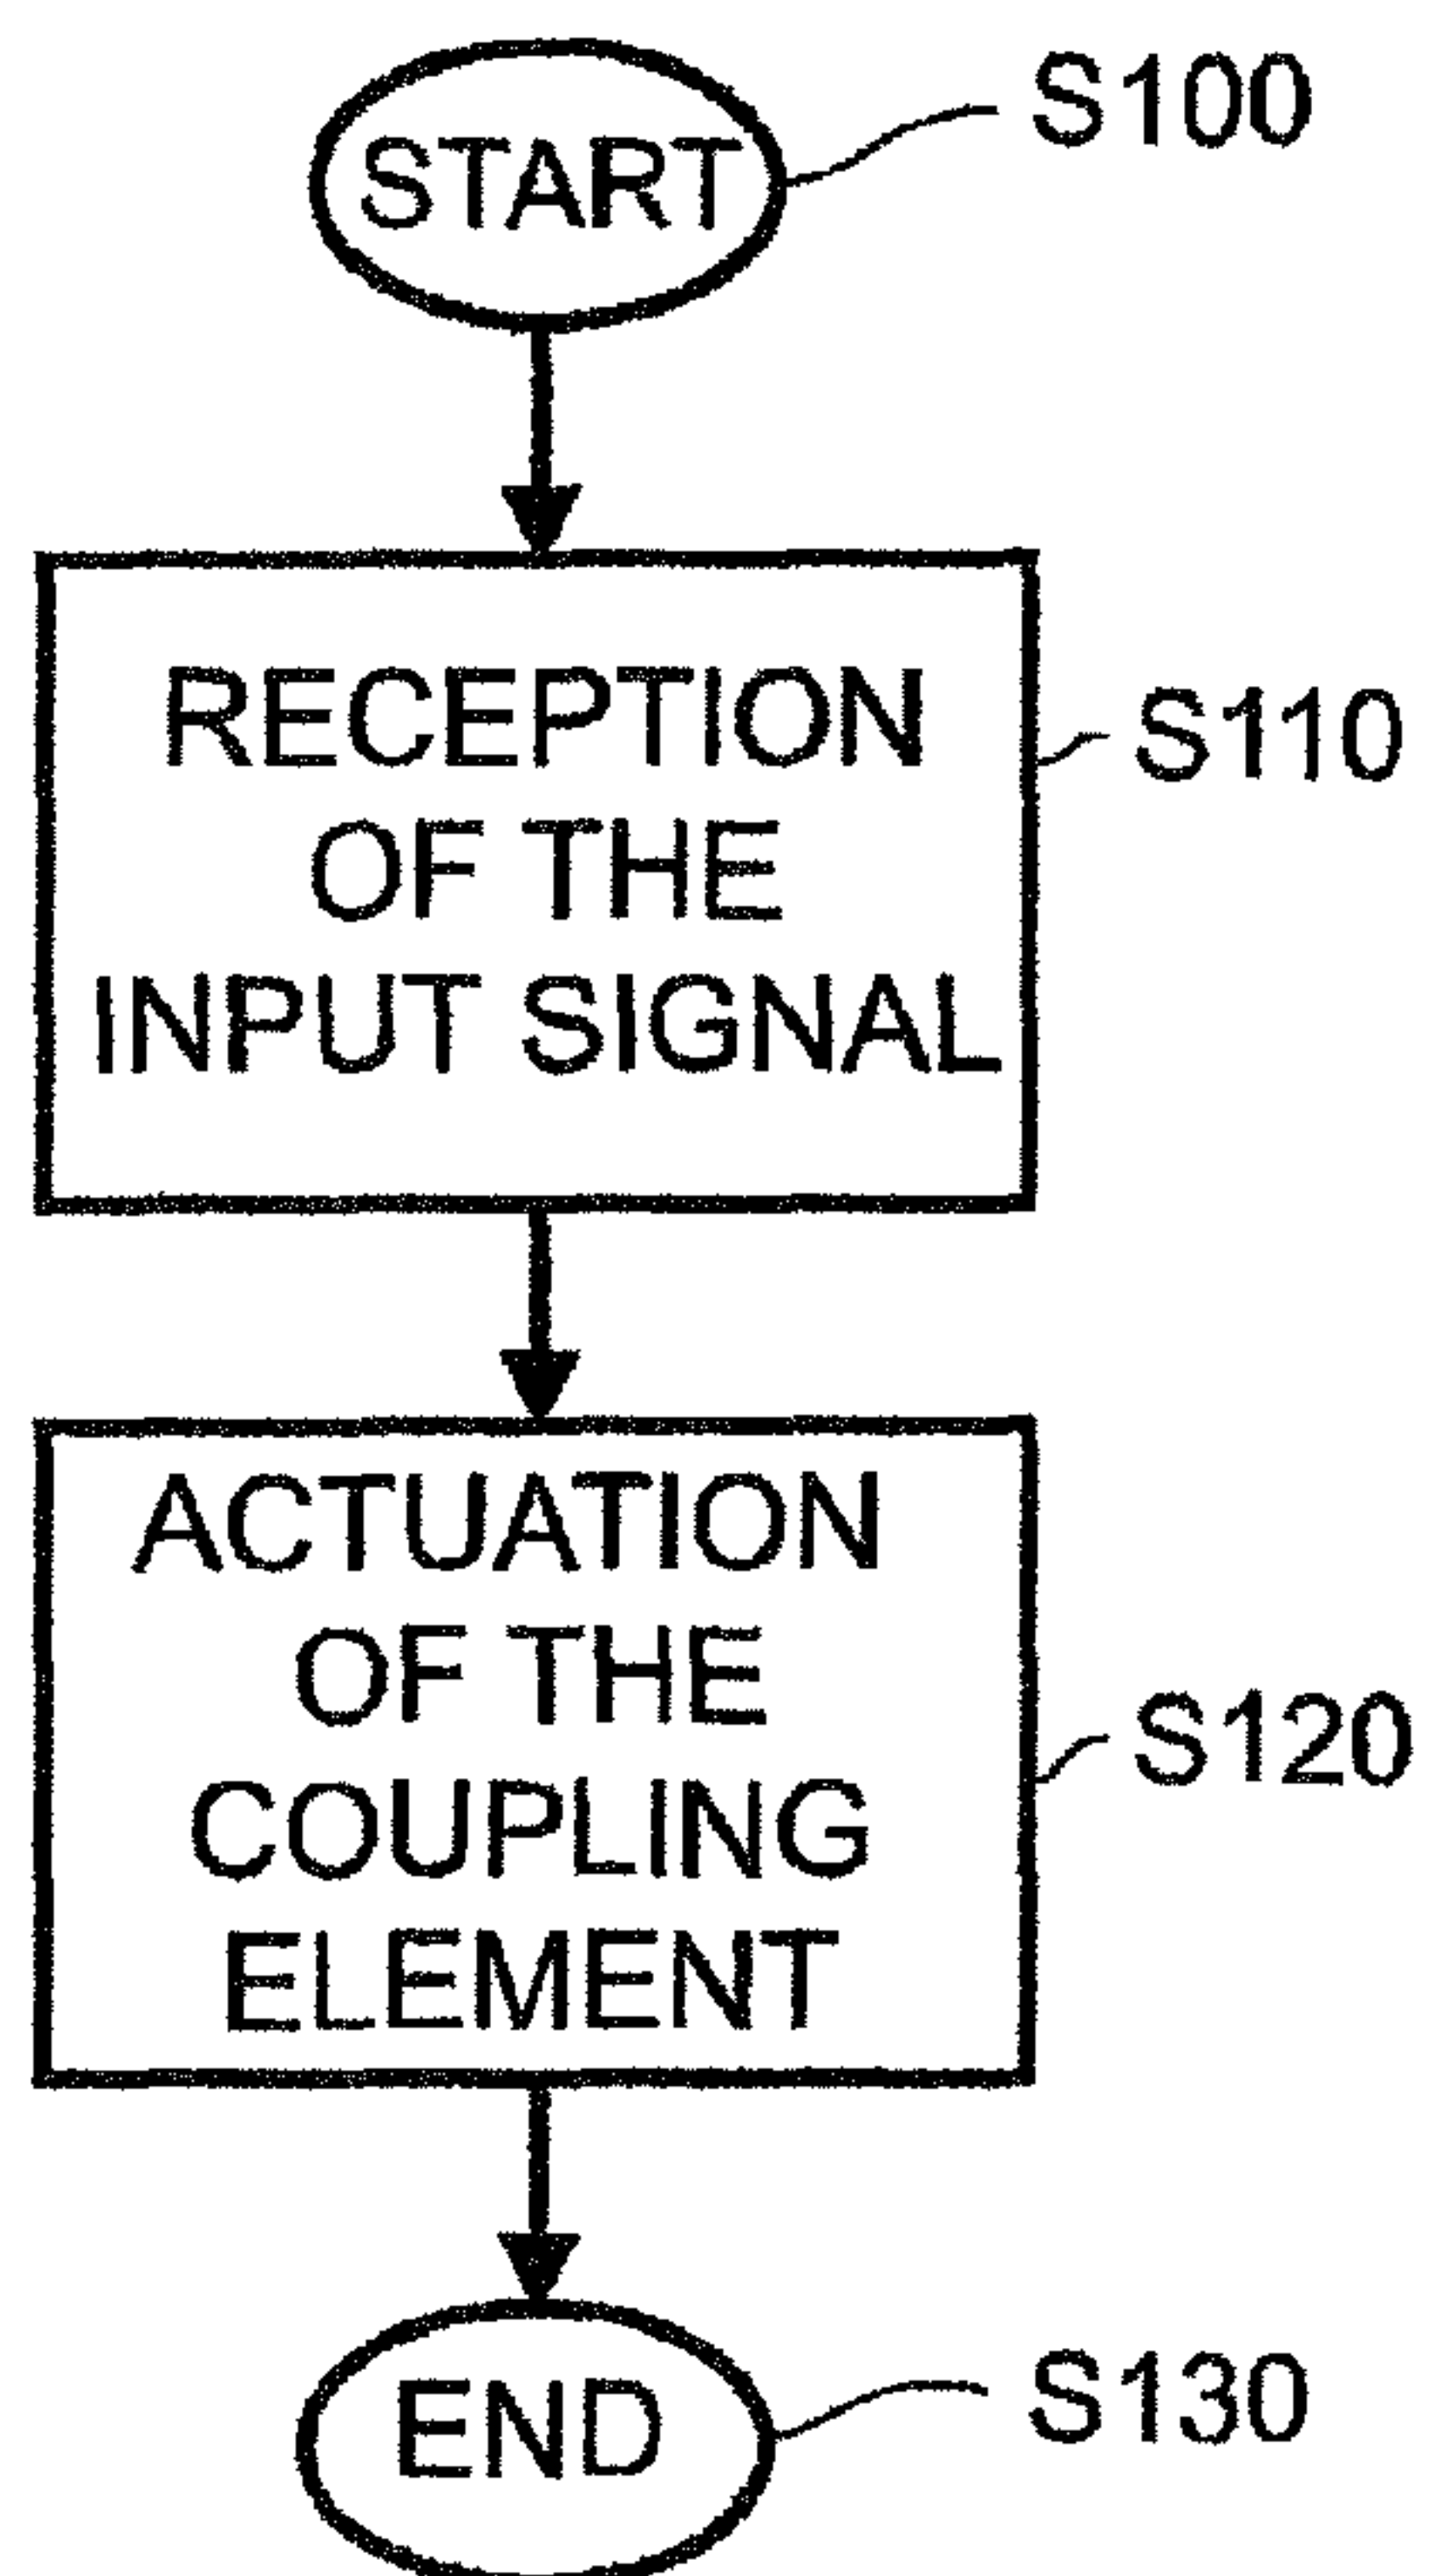 START
S100
RECEPTION
OF THE
INPUT SIGNAL
S110
ACTUATION
OF THE
COUPLING
ELEMENT
S120
END
S130